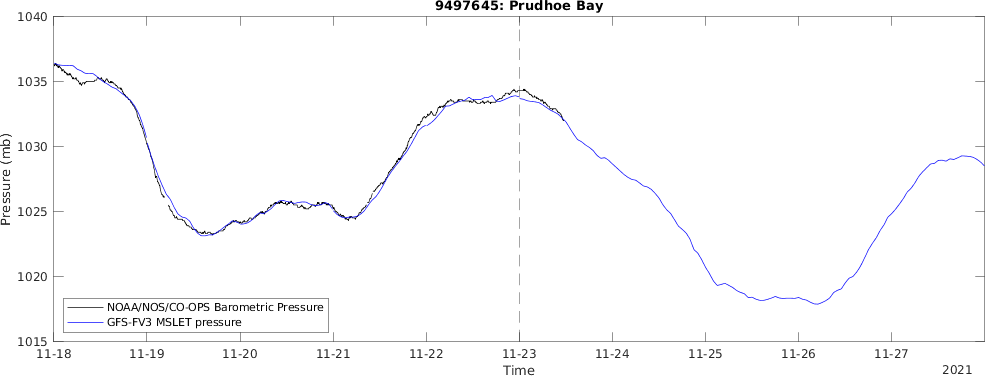 9497645: Prudhoe Bay
1040
1035
1030
1025
1020
1015
Pressure (mb)
NOAA/NOS/CO-OPS Barometric Pressure
GFS-FV3 MSLET pressure
11-18 11-19 11-20 11-21 11-22 11-23 11-24 11-25 11-26 11-27
Time
2021